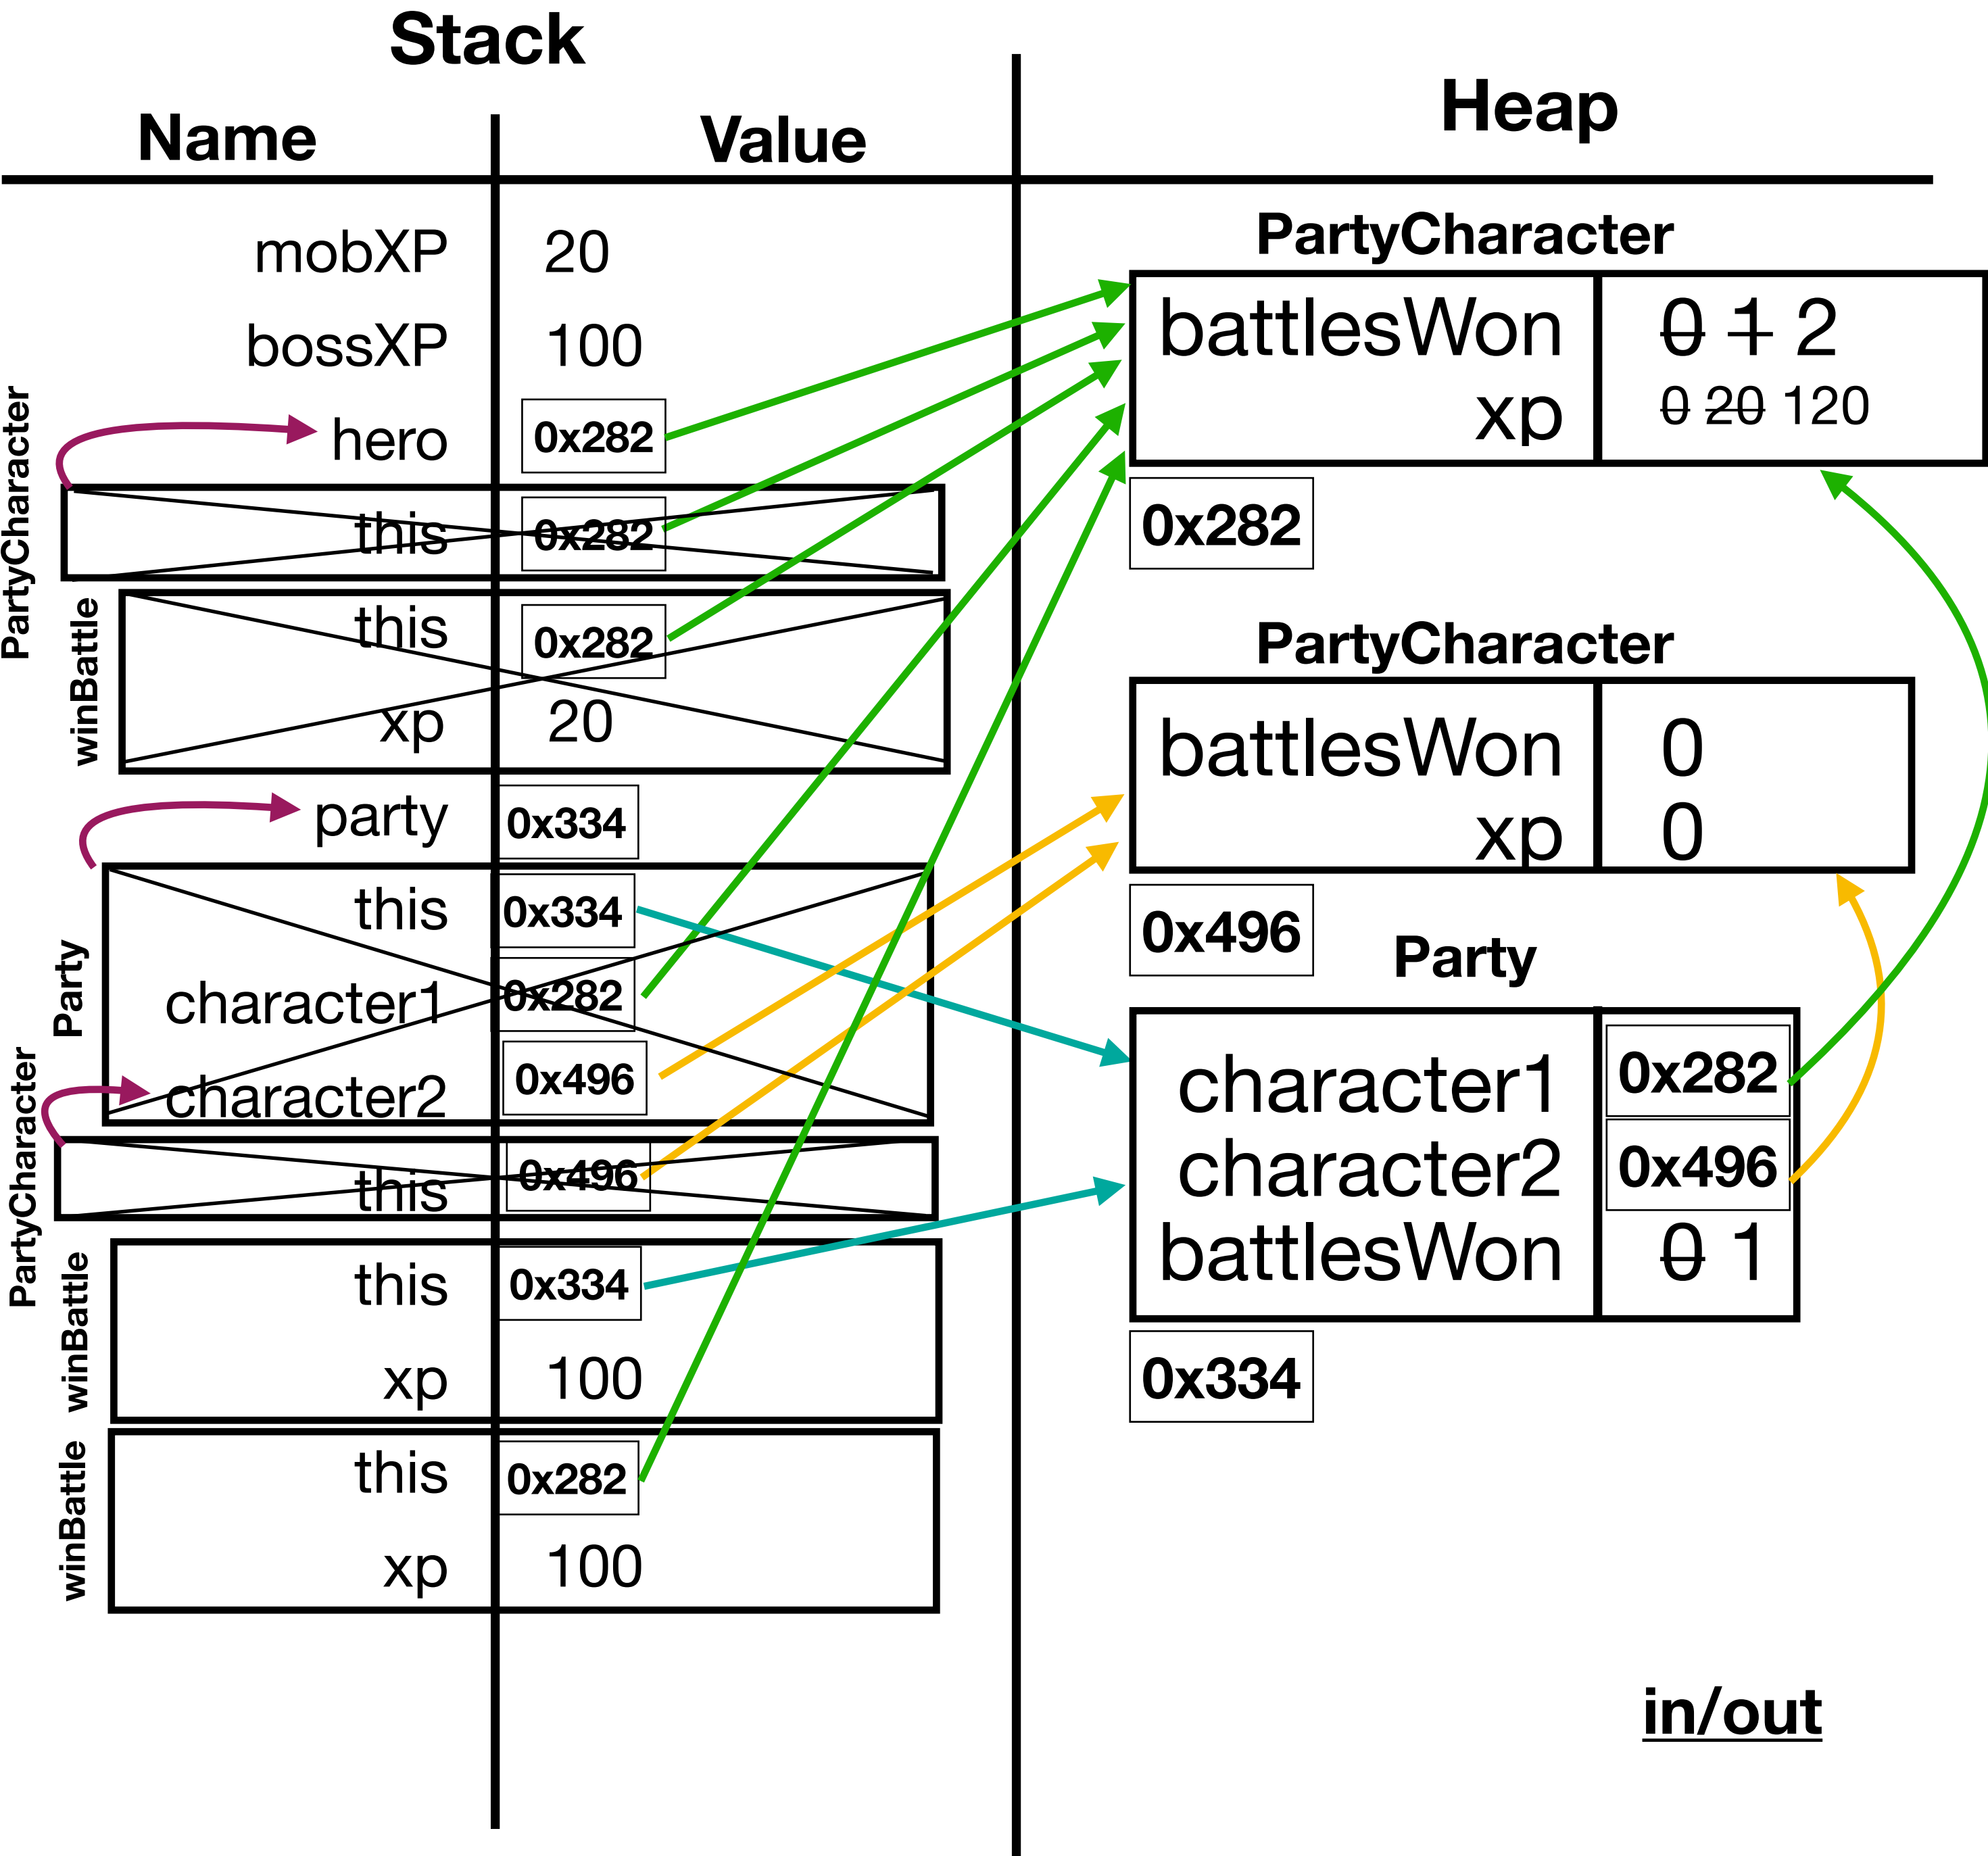 Stack
Heap
Name Value
mobXP 20
bossXP 100
hero 0x282
PartyCharacter
this 0x282
winBattle
this 0x282
xp 20
party 0x334
Party
this 0x334
character1 0x282
character2 0x496
PartyCharacter
this 0x496
winBattle
this 0x334
xp 100
winBattle
this 0x282
xp 100
PartyCharacter
battlesWon 0 1 2
xp 0 20 120
0x282
PartyCharacter
battlesWon 0
xp 0
0x496
Party
character1 0x282
character2 0x496
battlesWon 0 1
0x334
in/out